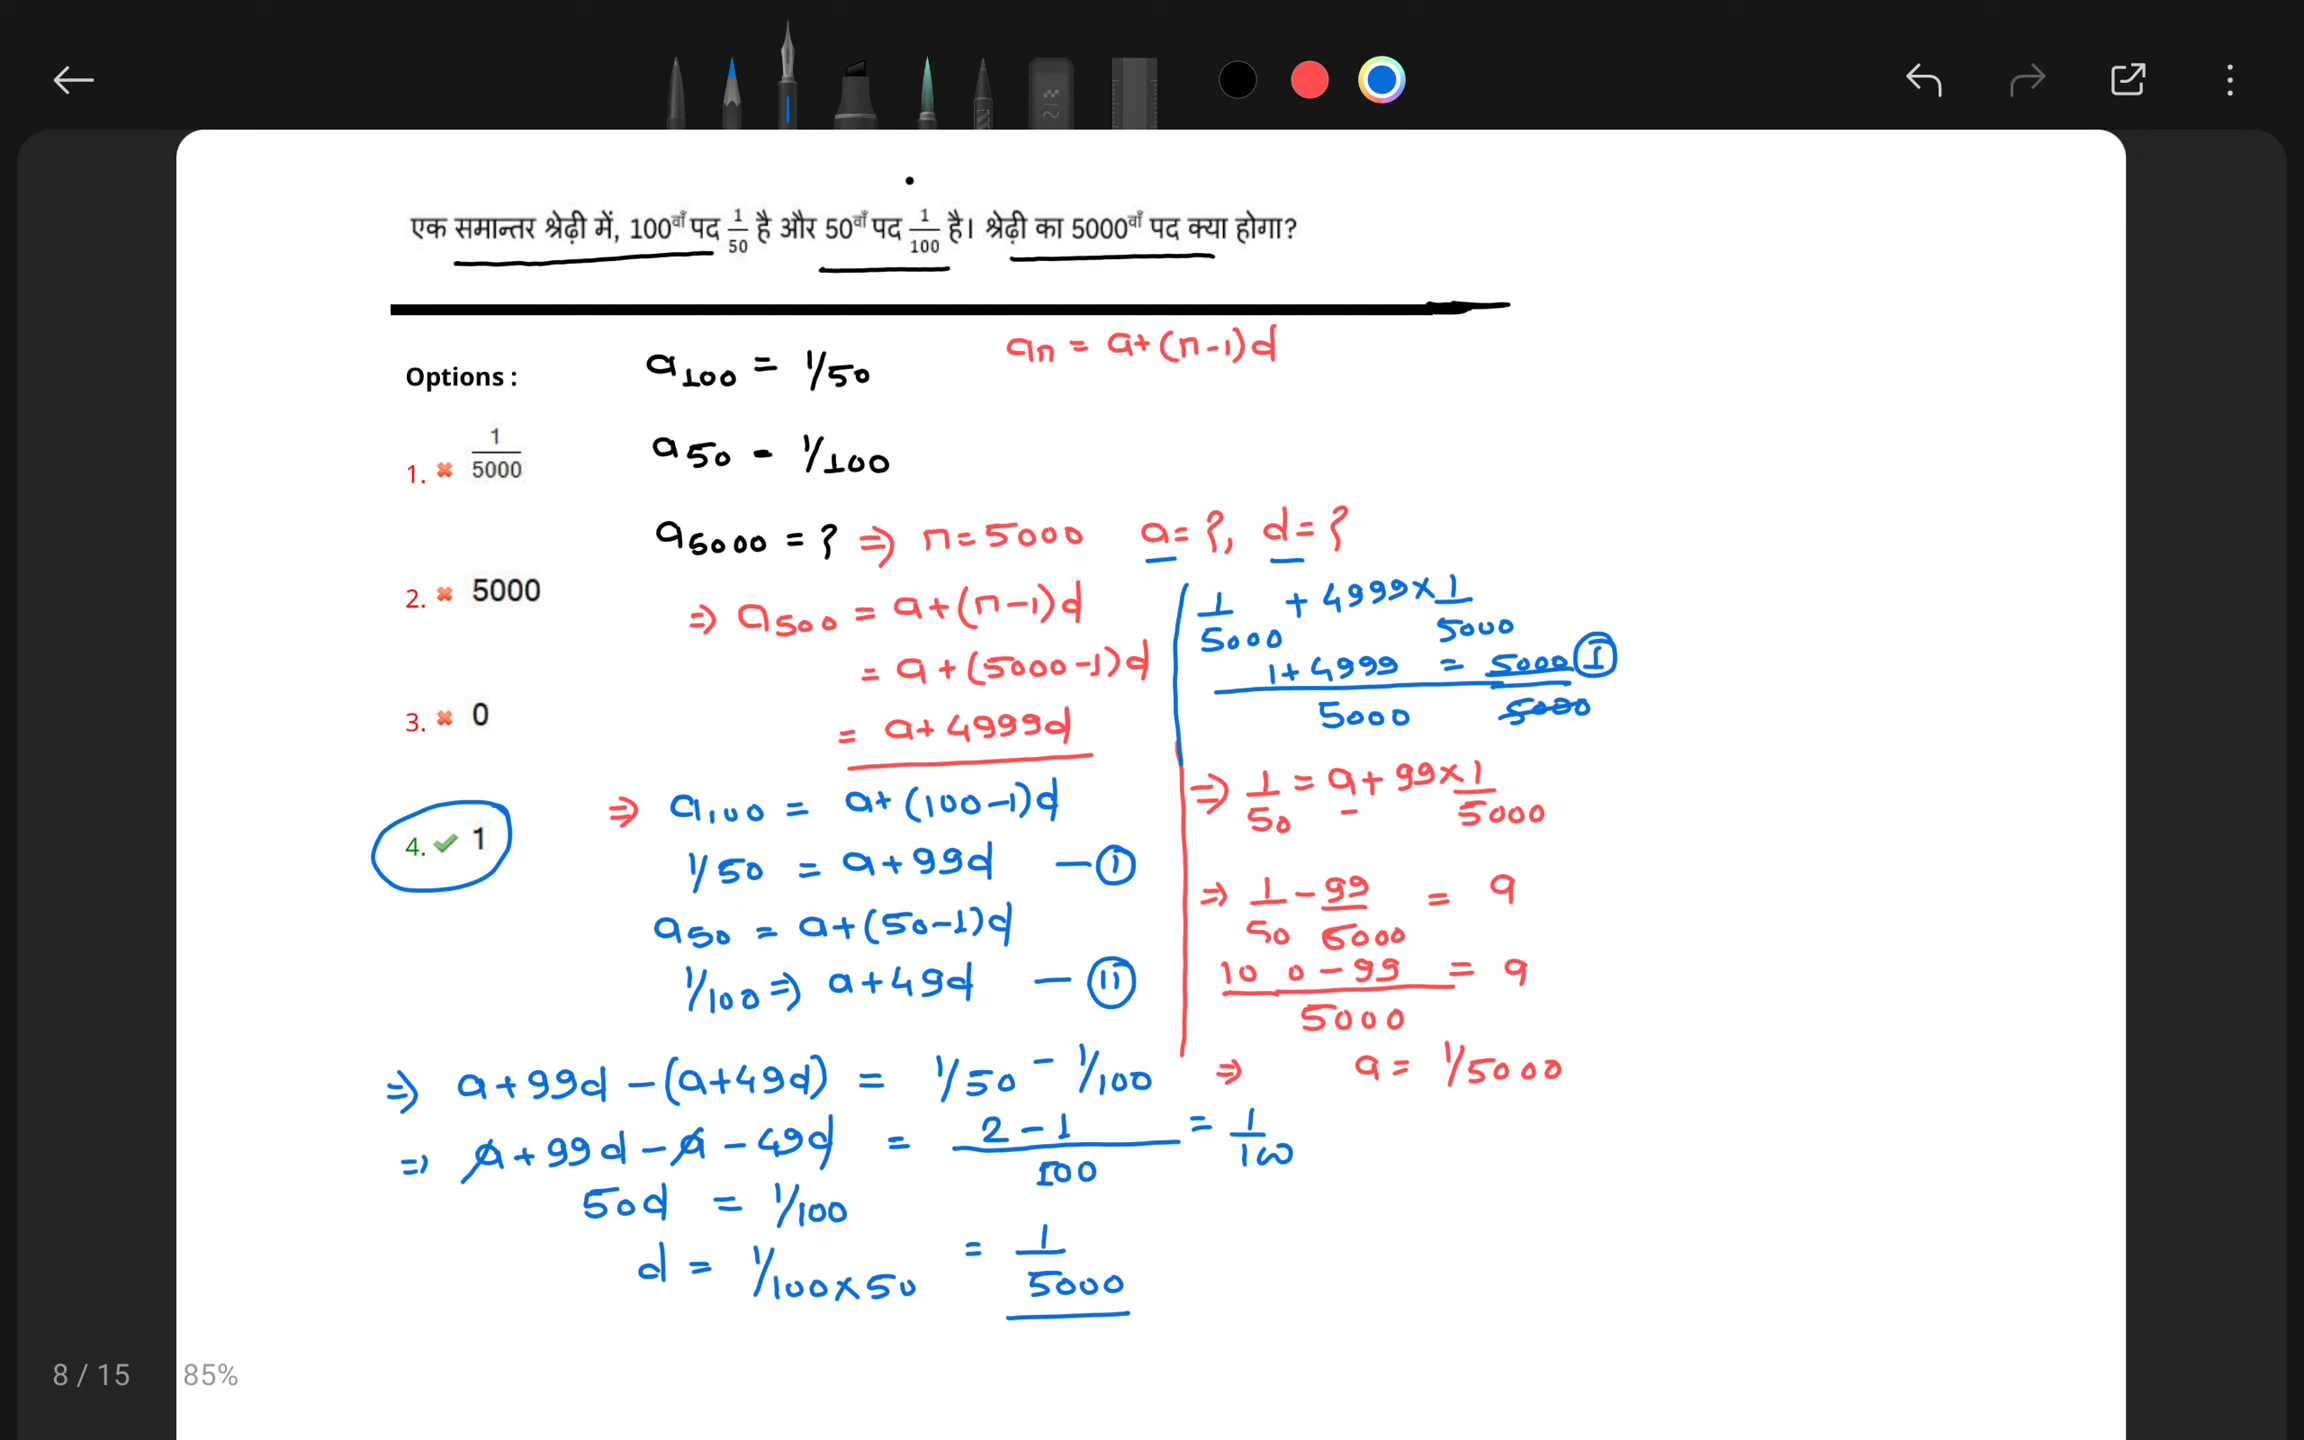 एक समान्तर श्रेढ़ी में, 100वाँ पद 1/50 है और 50वाँ पद 1/100 है। श्रेढ़ी का 5000वाँ पद क्या होगा?
an = a+(n-1)d
Options :
a100 = 1/50
1. ✖ 1/5000
a50 - 1/100
a5000 = ? ⇒ n=5000 a=?, d=?
2. ✖ 5000
⇒ a500 = a+(n-1)d
= a+(5000-1)d
3. ✖ 0
= a+4999d
4. ✔ 1
⇒ a100 = a+(100-1)d
1/50 = a+99d — (i)
a50 = a+(50-1)d
1/100 ⇒ a+49d — (ii)
⇒ a+99d-(a+49d) = 1/50 - 1/100
⇒ a+99d-a-49d = 2-1/100 = 1/100
50d = 1/100
d = 1/100×50 = 1/5000
1/5000 + 4999×1/5000
1+4999/5000 = 5000/5000 (1)
⇒ 1/50 = a+99×1/5000
⇒ 1/50 - 99/5000 = a
100-99/5000 = a
⇒ a = 1/5000
8 / 15
85%